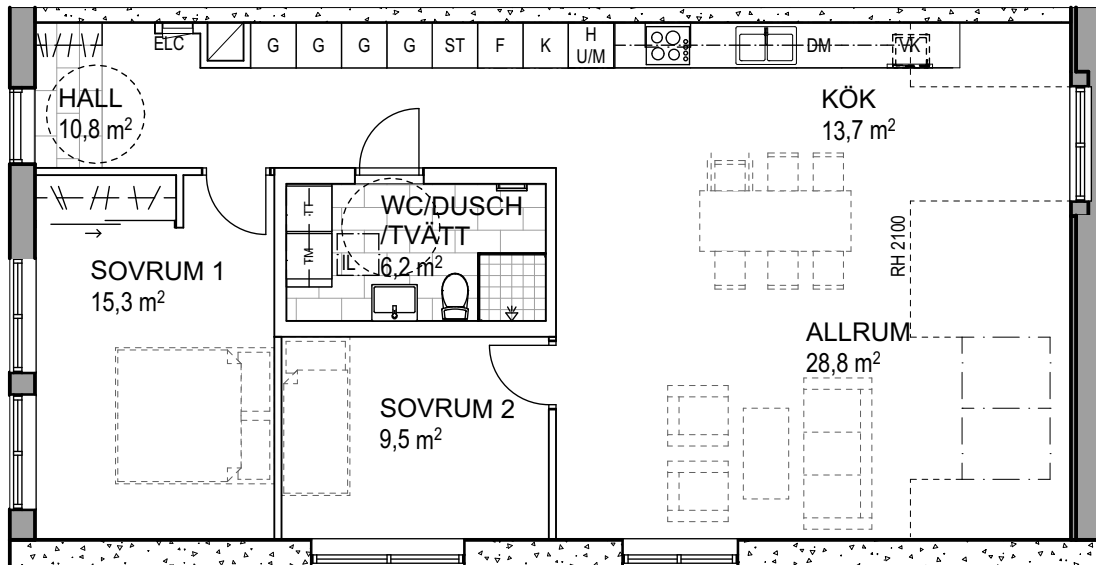 ELC
G
G
G
G
ST
F
K
H
U/M
DM
VK
HALL
10,8 m²
KÖK
13,7 m²
TT
TM
WC/DUSCH
/TVÄTT
6,2 m²
RH 2100
SOVRUM 1
15,3 m²
ALLRUM
28,8 m²
SOVRUM 2
9,5 m²